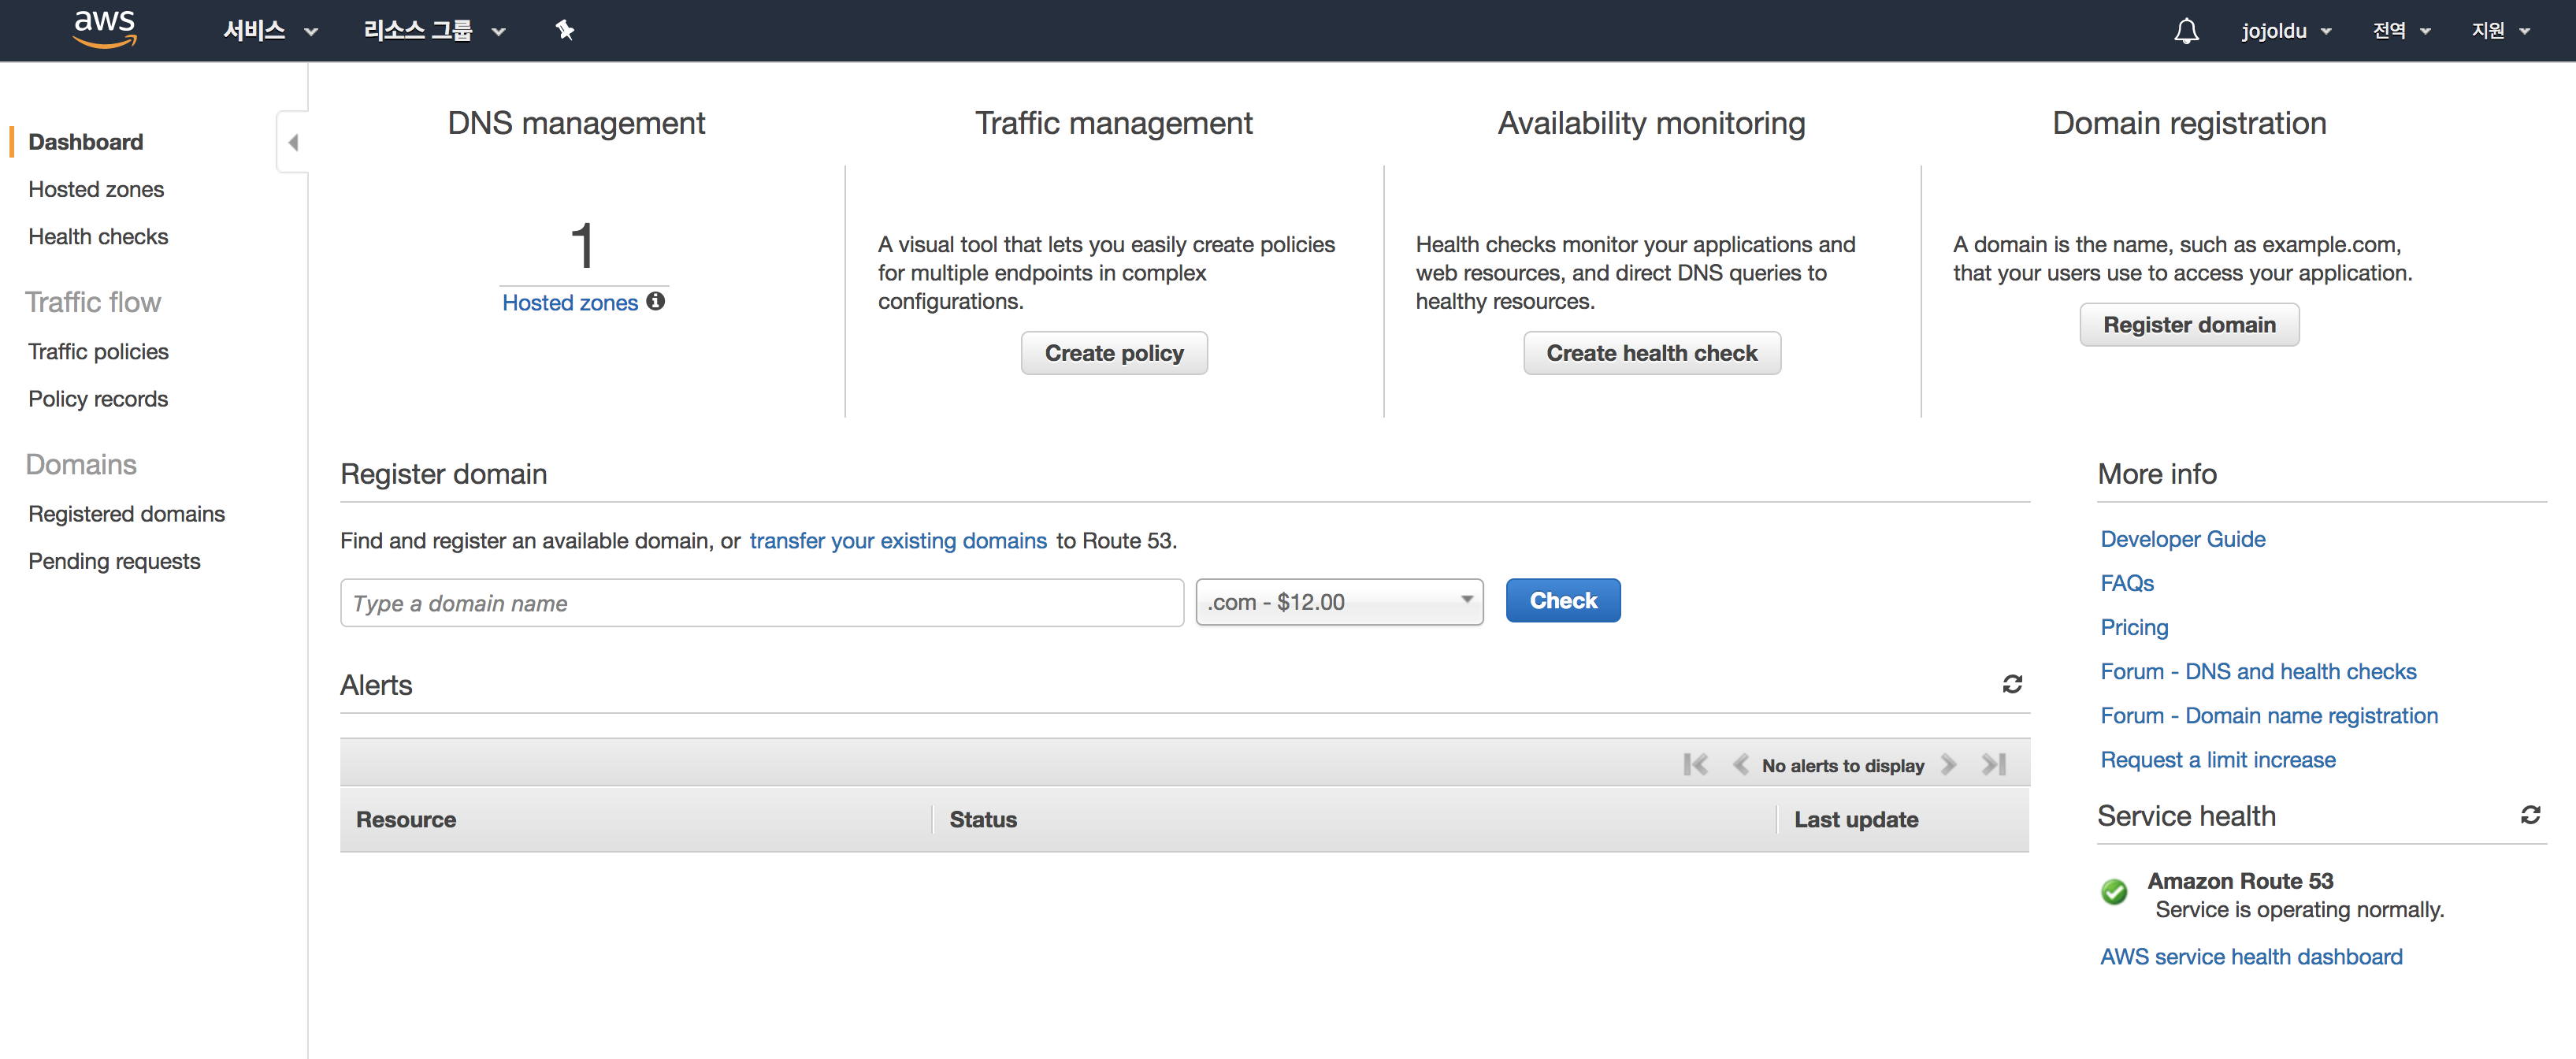 aws
서비스
리소스 그룹
jojoldu
전역
지원
Dashboard
Hosted zones
Health checks
Traffic flow
Traffic policies
Policy records
Domains
Registered domains
Pending requests
DNS management
1
Hosted zones
Traffic management
A visual tool that lets you easily create policies
for multiple endpoints in complex
configurations.
Create policy
Availability monitoring
Health checks monitor your applications and
web resources, and direct DNS queries to
healthy resources.
Create health check
Domain registration
A domain is the name, such as example.com,
that your users use to access your application.
Register domain
Register domain
Find and register an available domain, or transfer your existing domains to Route 53.
Type a domain name
.com - $12.00
Check
Alerts
No alerts to display
Resource
Status
Last update
More info
Developer Guide
FAQs
Pricing
Forum - DNS and health checks
Forum - Domain name registration
Request a limit increase
Service health
Amazon Route 53
Service is operating normally.
AWS service health dashboard